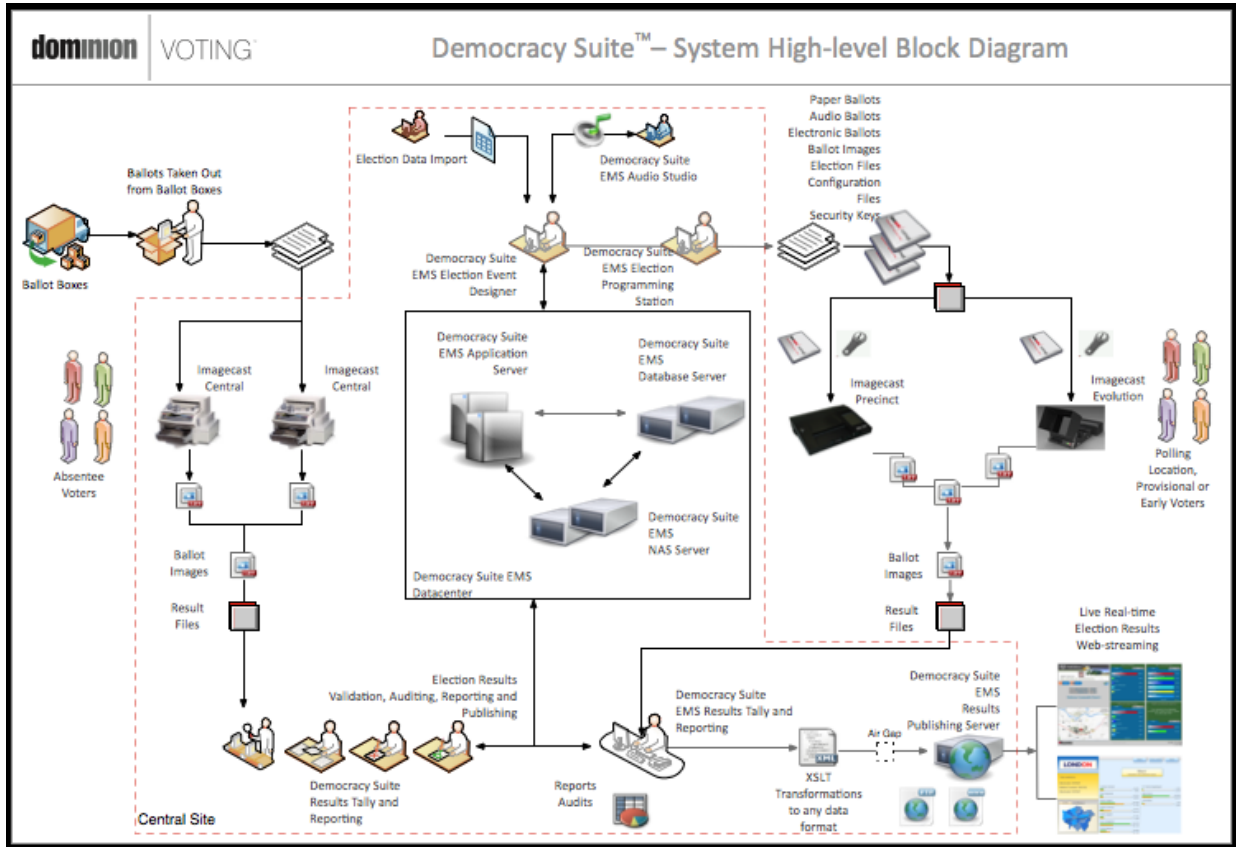 dominion VOTING
Democracy Suite™– System High-level Block Diagram
Election Data Import
Democracy Suite
EMS Audio Studio
Paper Ballots
Audio Ballots
Electronic Ballots
Ballot Images
Election Files
Configuration
Files
Security Keys
Ballots Taken Out
from Ballot Boxes
Ballot Boxes
Democracy Suite
EMS Election Event
Designer
Democracy Suite
EMS Election
Programming
Station
Absentee
Voters
Imagecast
Central
Imagecast
Central
Democracy Suite
EMS Application
Server
Democracy Suite
EMS
Database Server
Democracy Suite
EMS
NAS Server
Democracy Suite EMS
Datacenter
Imagecast
Precinct
Imagecast
Evolution
Polling
Location,
Provisional or
Early Voters
Ballot
Images
Result
Files
Ballot
Images
Result
Files
Election Results
Validation, Auditing, Reporting and
Publishing
Democracy Suite
Results Tally and
Reporting
Democracy Suite
EMS Results Tally and
Reporting
Reports
Audits
XML
XSLT
Transformations
to any data
format
Air Gap
Democracy Suite
EMS
Results
Publishing Server
Live Real-time
Election Results
Web-streaming
LONDON
Central Site